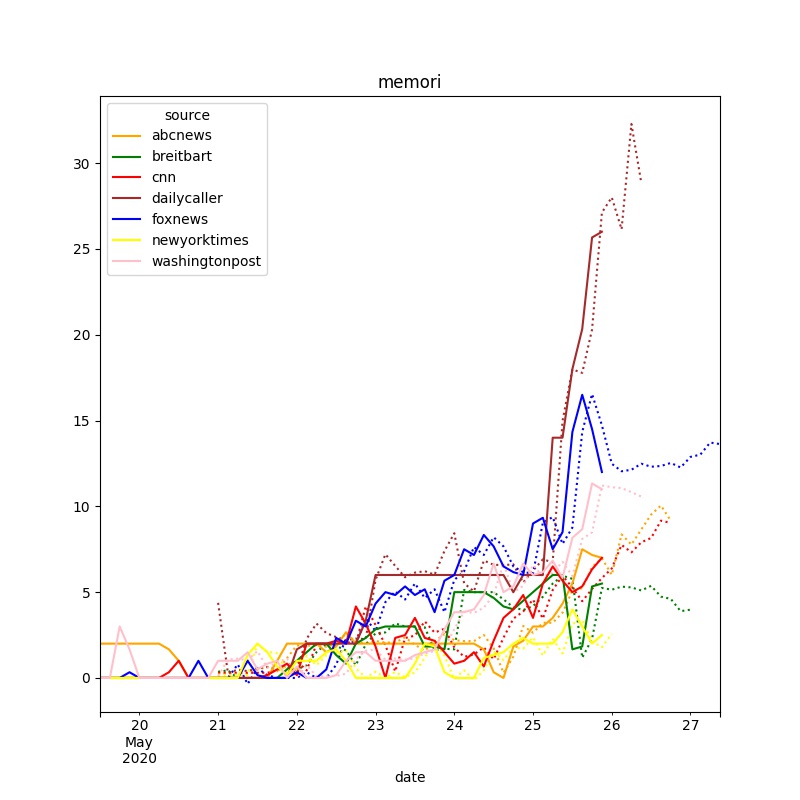 memori
source
abcnews
breitbart
cnn
dailycaller
foxnews
newyorktimes
washingtonpost
30
25
20
15
10
5
0
20 21 22 23 24 25 26 27
May
2020
date